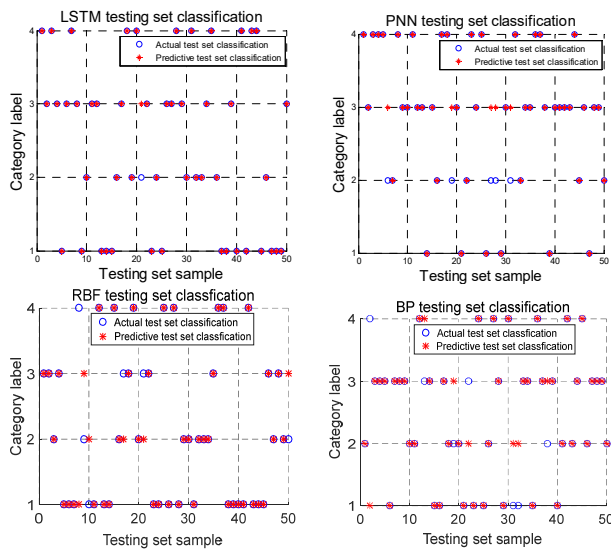 LSTM testing set classification
4
3
2
1
Category label
Actual test set classification
Predictive test set classification
0 10 20 30 40 50
Testing set sample
PNN testing set classification
4
3
2
1
Category label
Actual test set classification
Predictive test set classification
0 10 20 30 40 50
Testing set sample
RBF testing set classfication
4
3
2
1
Category label
Actual test set classification
Predictive test set classification
0 10 20 30 40 50
Testing set sample
BP testing set classification
4
3
2
1
Category label
Actual test set classification
Predictive test set classfication
0 10 20 30 40 50
Testing set sample